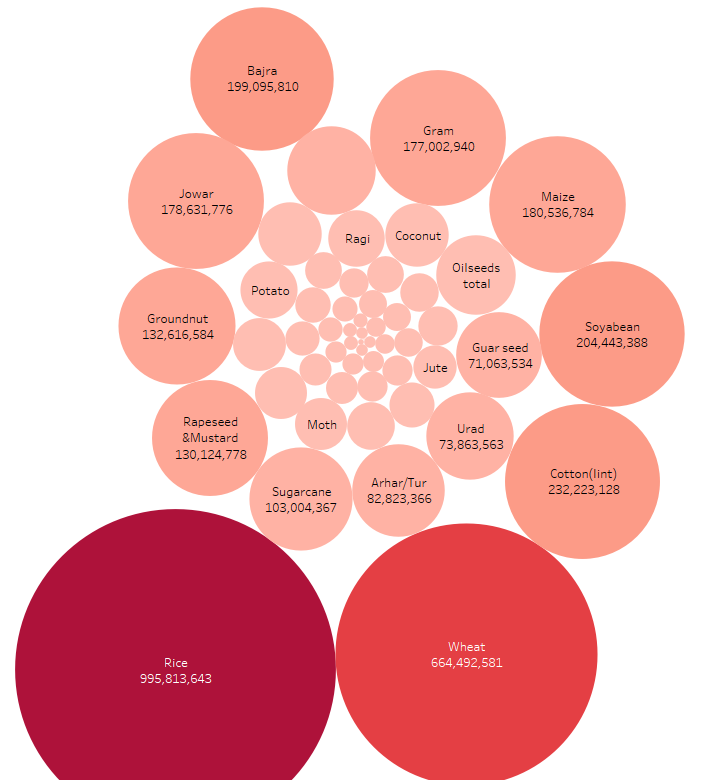 Bajra
199,095,810
Gram
177,002,940
Jowar
178,631,776
Maize
180,536,784
Ragi
Coconut
Oilseeds
total
Potato
Groundnut
132,616,584
Soyabean
204,443,388
Guar seed
71,063,534
Jute
Rapeseed
&Mustard
130,124,778
Moth
Urad
73,863,563
Cotton(lint)
232,223,128
Sugarcane
103,004,367
Arhar/Tur
82,823,366
Rice
995,813,643
Wheat
664,492,581